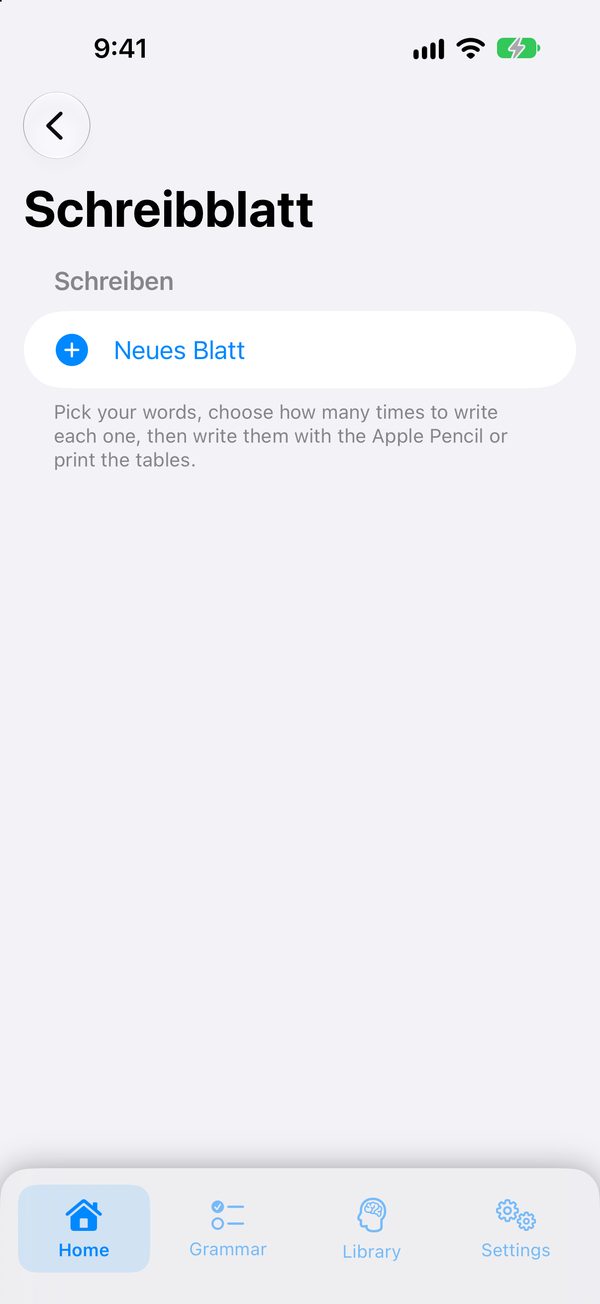 9:41
Schreibblatt
Schreiben
Neues Blatt
Pick your words, choose how many times to write
each one, then write them with the Apple Pencil or
print the tables.
Home
Grammar
Library
Settings